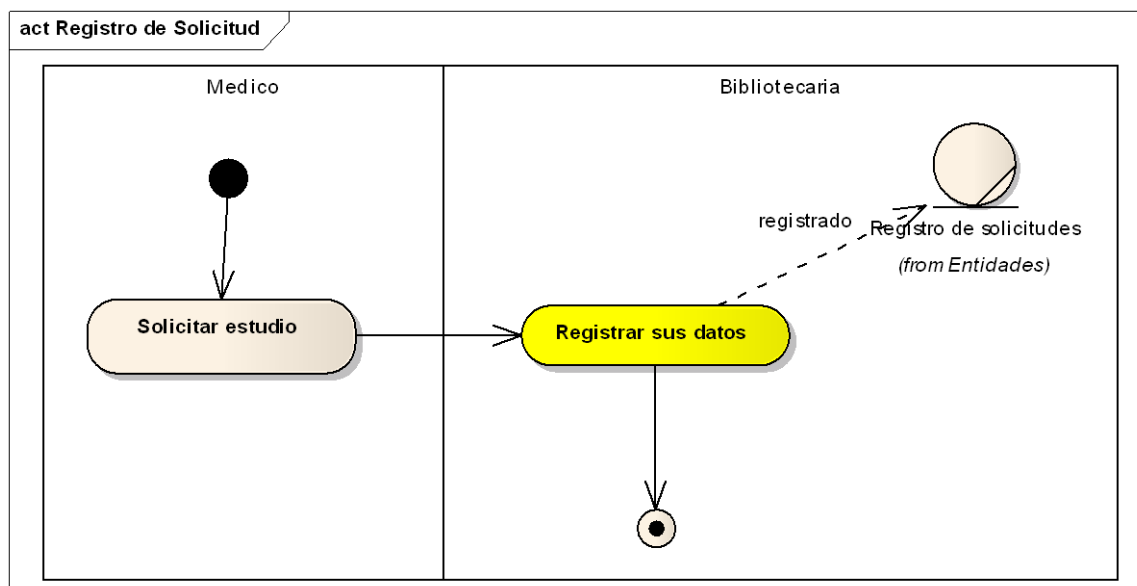 act Registro de Solicitud
Medico
Bibliotecaria
registrado
Registro de solicitudes
(from Entidades)
Solicitar estudio
Registrar sus datos